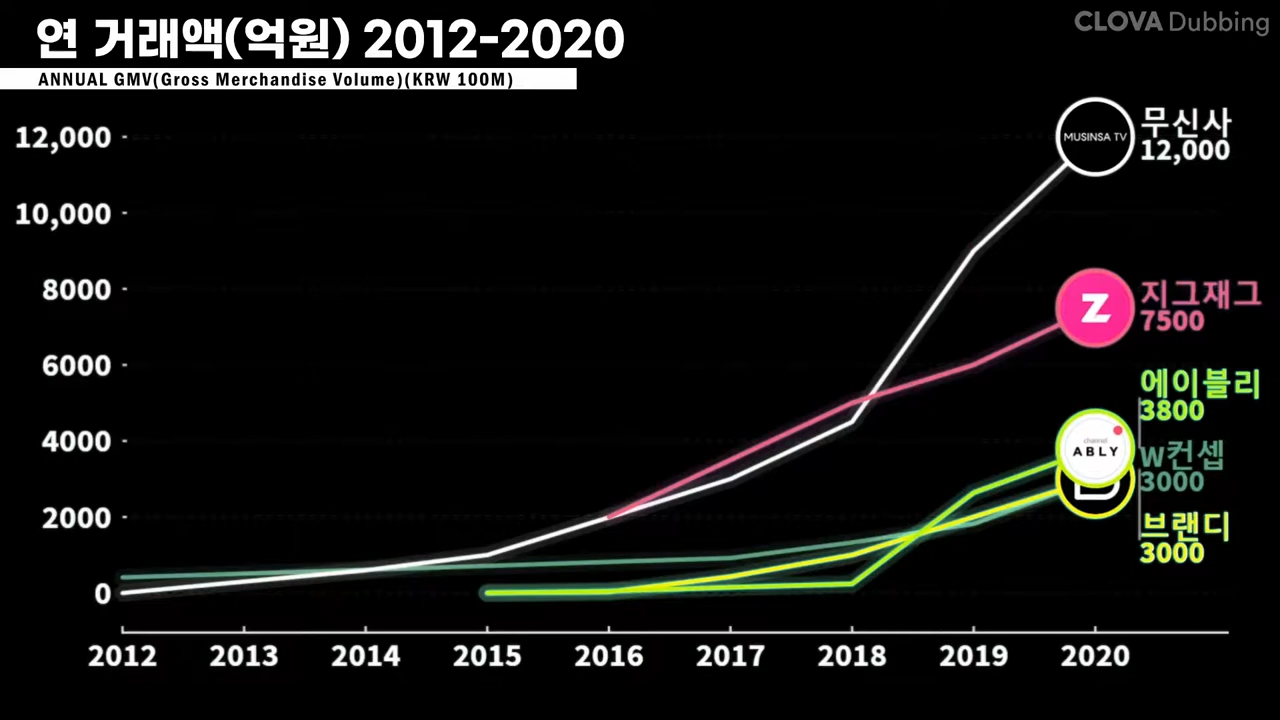 연 거래액(억원) 2012-2020
CLOVA Dubbing
ANNUAL GMV(Gross Merchandise Volume)(KRW 100M)
12,000
10,000
8000
6000
4000
2000
0
MUSINSA TV
무신사
12,000
Z
지그재그
7500
에이블리
3800
channel
ABLY
W컨셉
3000
브랜디
3000
2012 2013 2014 2015 2016 2017 2018 2019 2020